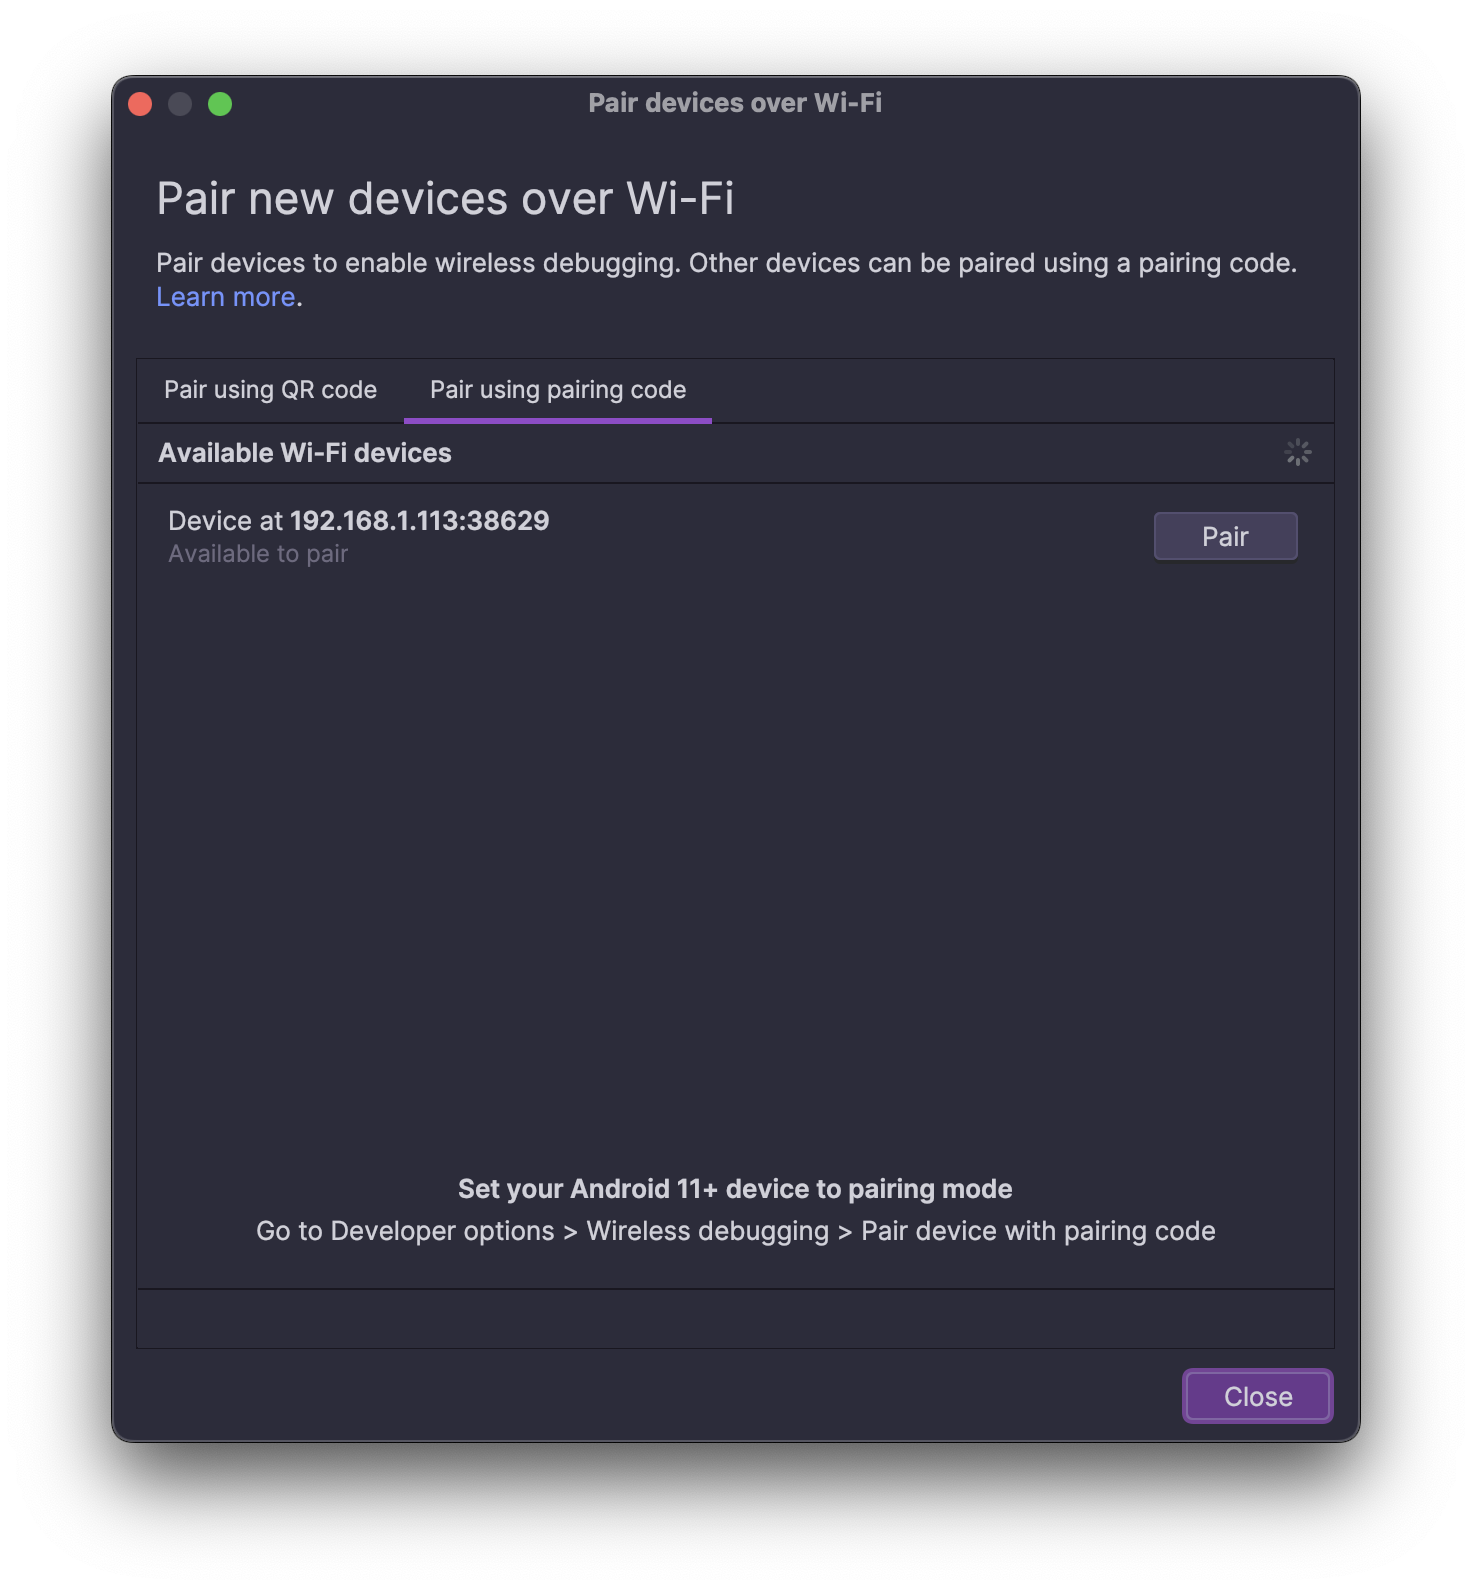 Pair devices over Wi-Fi
Pair new devices over Wi-Fi
Pair devices to enable wireless debugging. Other devices can be paired using a pairing code.
Learn more.
Pair using QR code Pair using pairing code
Available Wi-Fi devices
Device at 192.168.1.113:38629
Available to pair
Pair
Set your Android 11+ device to pairing mode
Go to Developer options > Wireless debugging > Pair device with pairing code
Close